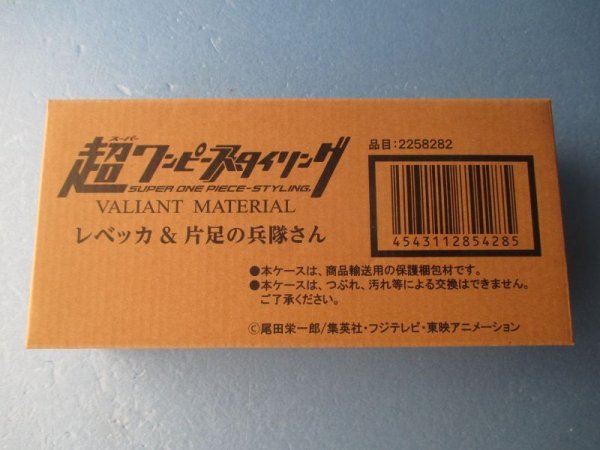 スーパー
超ワンピーススタイリング
SUPER ONE PIECE-STYLING
VALIANT MATERIAL
レベッカ & 片足の兵隊さん
品目:2258282
4543112854285
●本ケースは、商品輸送用の保護梱包材です。
●本ケースは、つぶれ、汚れ等による交換はできません。
ご了承ください。
©尾田栄一郎/集英社・フジテレビ・東映アニメーション